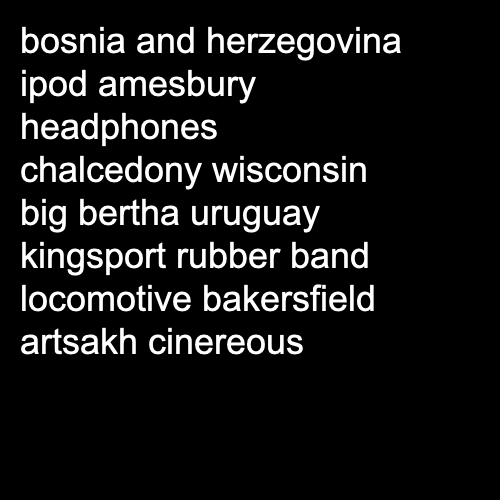 bosnia and herzegovina
ipod amesbury
headphones
chalcedony wisconsin
big bertha uruguay
kingsport rubber band
locomotive bakersfield
artsakh cinereous